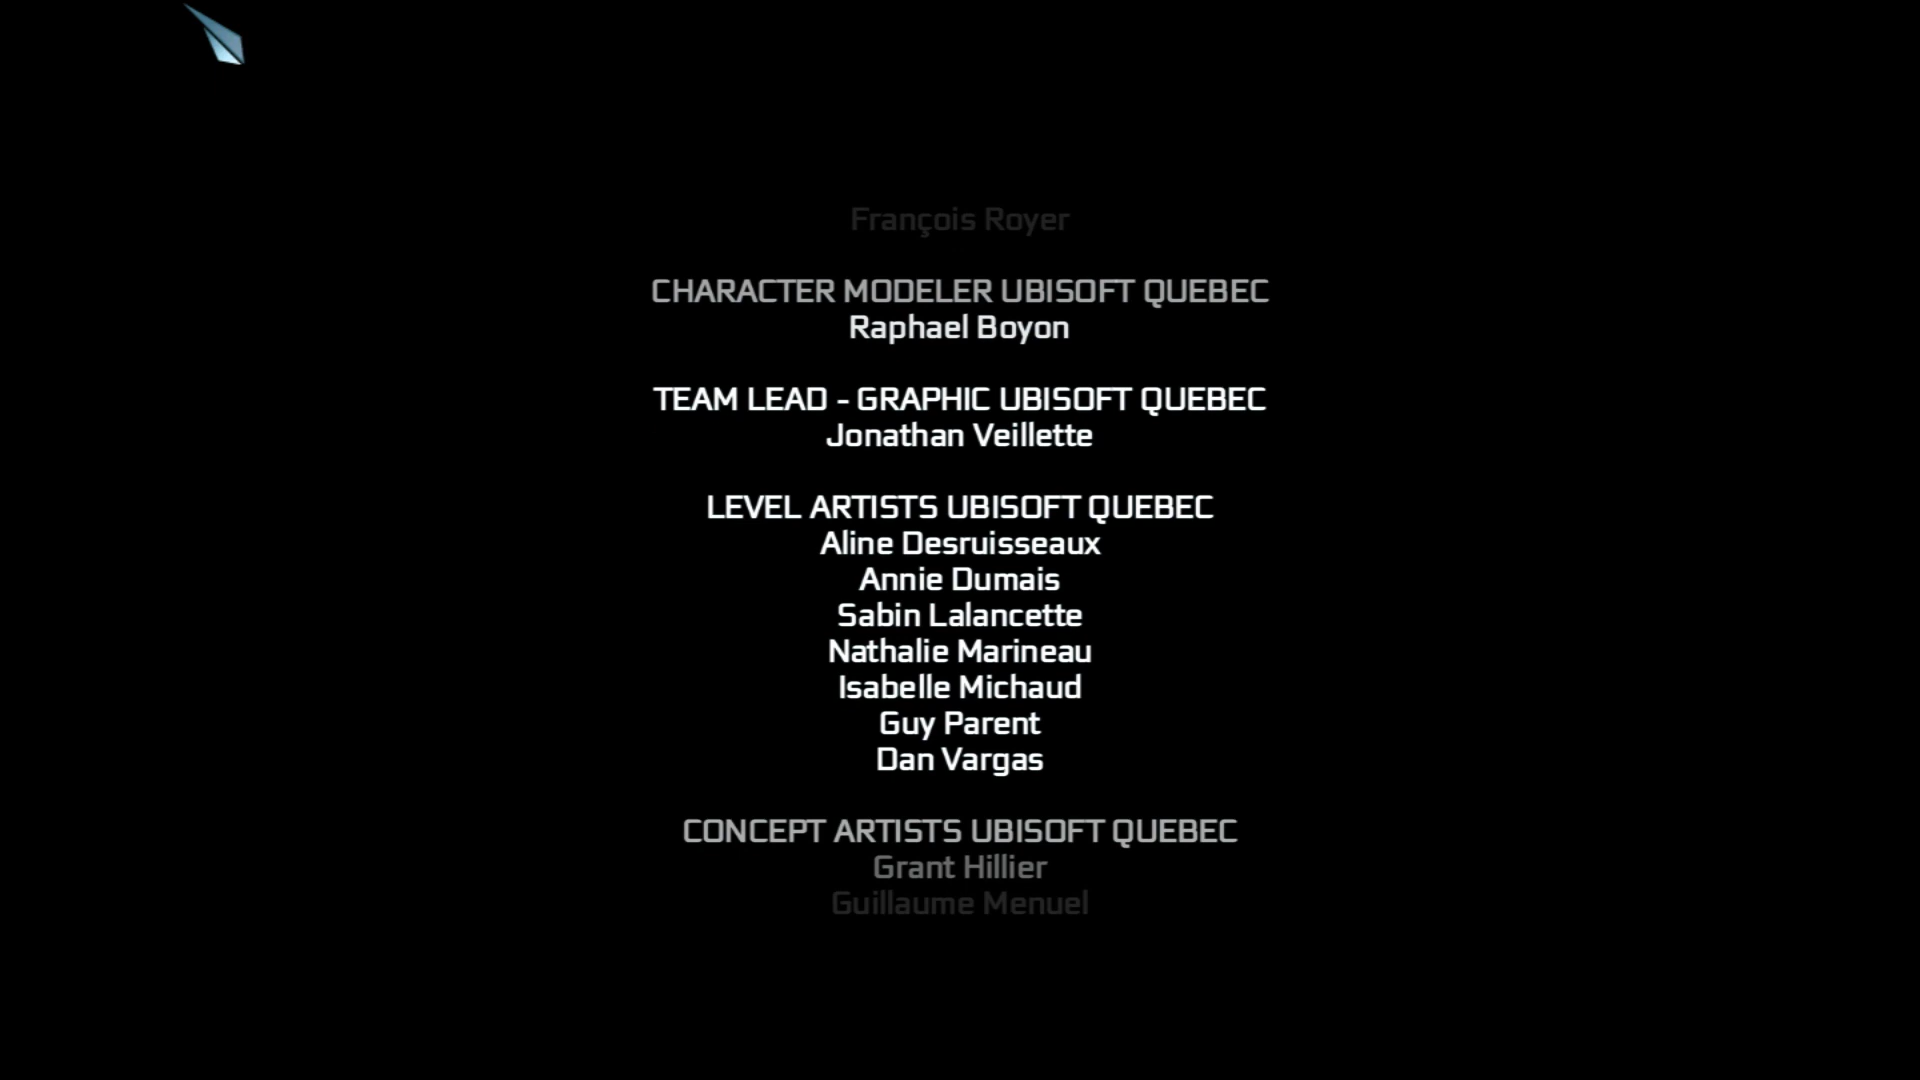 François Royer
CHARACTER MODELER UBISOFT QUEBEC
Raphael Boyon
TEAM LEAD - GRAPHIC UBISOFT QUEBEC
Jonathan Veillette
LEVEL ARTISTS UBISOFT QUEBEC
Aline Desruisseaux
Annie Dumais
Sabin Lalancette
Nathalie Marineau
Isabelle Michaud
Guy Parent
Dan Vargas
CONCEPT ARTISTS UBISOFT QUEBEC
Grant Hillier
Guillaume Menuel